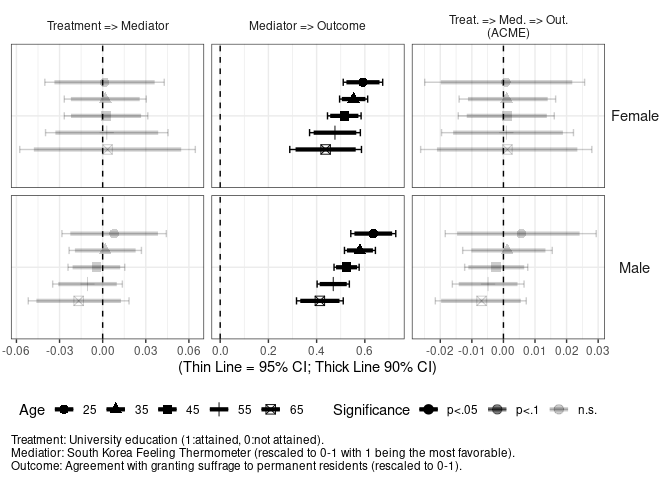 Treatment => Mediator
Mediator => Outcome
Treat. => Med. => Out.
(ACME)
Female
Male
-0.06 -0.03 0.00 0.03 0.06
0.0 0.2 0.4 0.6
-0.02 -0.01 0.00 0.01 0.02 0.03
(Thin Line = 95% CI; Thick Line 90% CI)
Age 25 35 45 55 65 Significance p<.05 p<.1 n.s.
Treatment: University education (1:attained, 0:not attained).
Mediatior: South Korea Feeling Thermometer (rescaled to 0-1 with 1 being the most favorable).
Outcome: Agreement with granting suffrage to permanent residents (rescaled to 0-1).